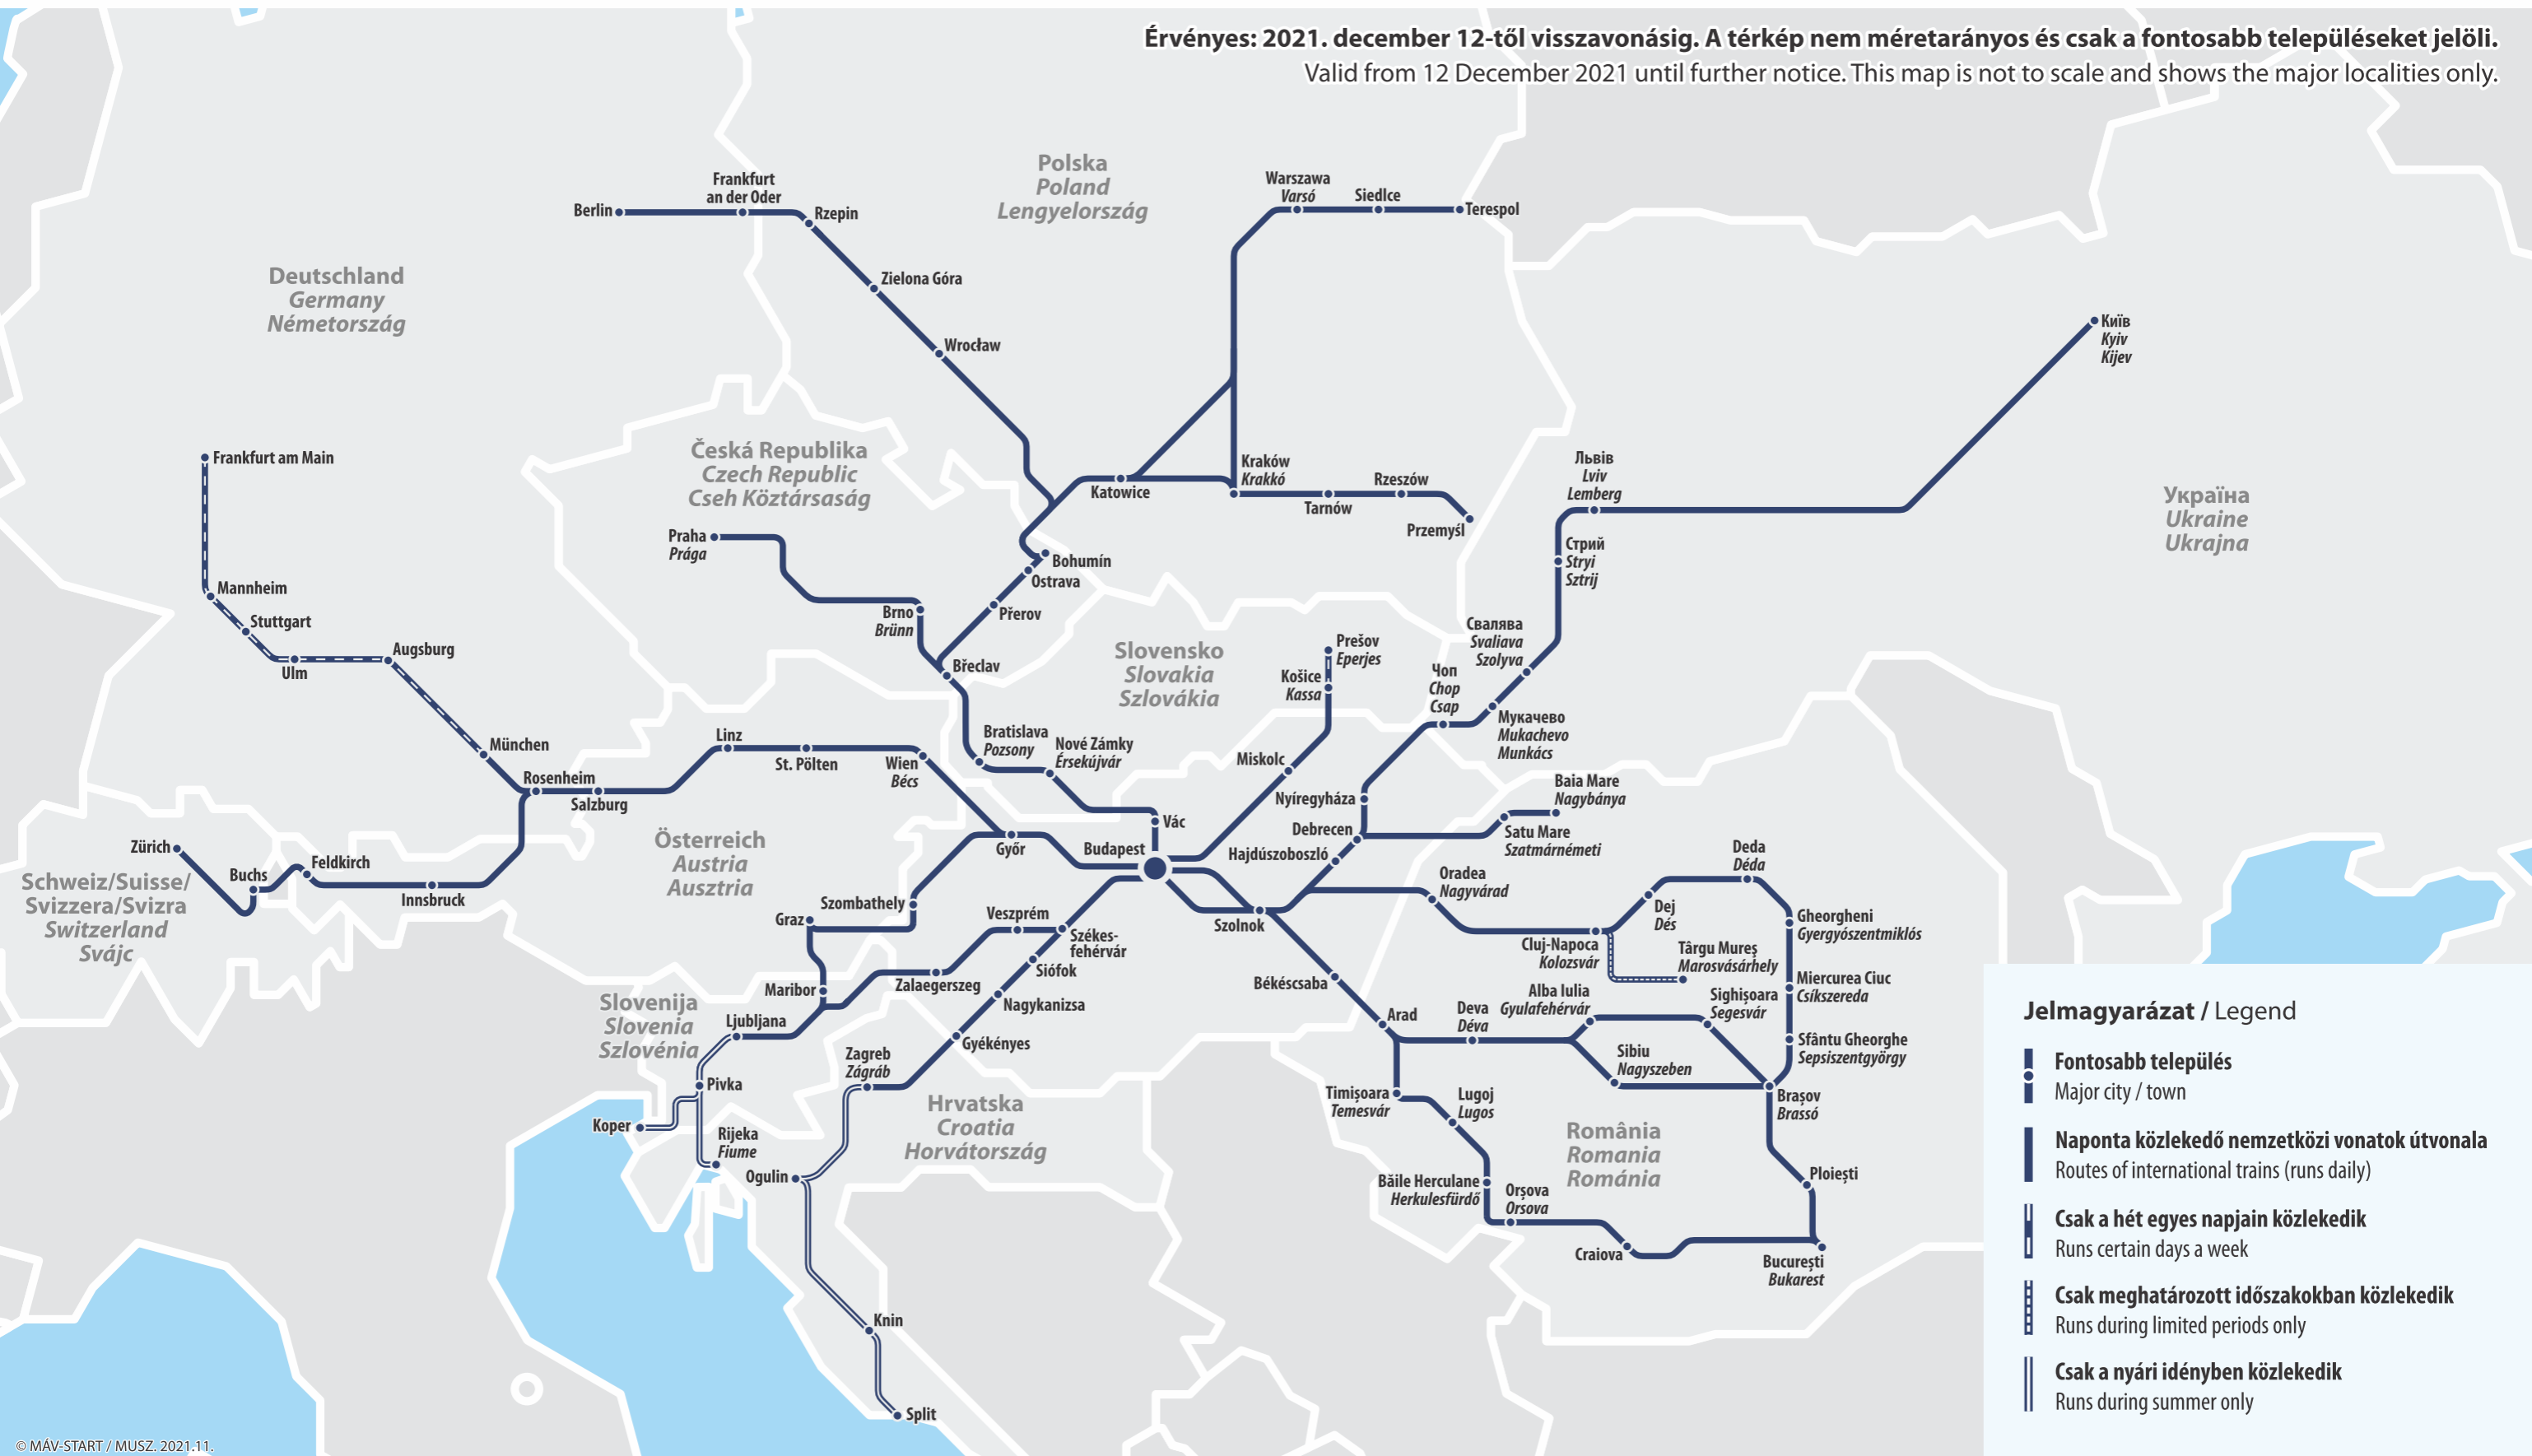 Érvényes: 2021. december 12-től visszavonásig. A térkép nem méretarányos és csak a fontosabb településeket jelöli.
Valid from 12 December 2021 until further notice. This map is not to scale and shows the major localities only.
Polska
Poland
Lengyelország
Warszawa
Varsó
Siedlce
Terespol
Frankfurt
an der Oder
Berlin
Rzepin
Zielona Góra
Wrocław
Deutschland
Germany
Németország
Київ
Kyiv
Kijev
Česká Republika
Czech Republic
Cseh Köztársaság
Frankfurt am Main
Kraków
Krakkó
Katowice
Rzeszów
Tarnów
Przemyśl
Львів
Lviv
Lemberg
Україна
Ukraine
Ukrajna
Praha
Prága
Стрий
Stryi
Sztrij
Bohumín
Ostrava
Mannheim
Přerov
Brno
Brünn
Stuttgart
Свалява
Svaliava
Szolyva
Augsburg
Ulm
Břeclav
Slovensko
Slovakia
Szlovákia
Prešov
Eperjes
Košice
Kassa
Чоп
Chop
Csap
Мукачево
Mukachevo
Munkács
München
Linz
St. Pölten
Wien
Bécs
Bratislava
Pozsony
Nové Zámky
Érsekújvár
Miskolc
Rosenheim
Salzburg
Baia Mare
Nagybánya
Nyíregyháza
Vác
Debrecen
Satu Mare
Szatmárnémeti
Österreich
Austria
Ausztria
Zürich
Buchs
Feldkirch
Innsbruck
Győr
Budapest
Hajdúszoboszló
Schweiz/Suisse/
Svizzera/Svizra
Switzerland
Svájc
Oradea
Nagyvárad
Deda
Déda
Szombathely
Graz
Veszprém
Székes-
fehérvár
Szolnok
Dej
Dés
Gheorgheni
Gyergyószentmiklós
Siófok
Cluj-Napoca
Kolozsvár
Târgu Mureș
Marosvásárhely
Maribor
Zalaegerszeg
Békéscsaba
Miercurea Ciuc
Csíkszereda
Slovenija
Slovenia
Szlovénia
Nagykanizsa
Alba Iulia
Gyulafehérvár
Sighișoara
Segesvár
Ljubljana
Arad
Deva
Déva
Gyékényes
Sfântu Gheorghe
Sepsiszentgyörgy
Zagreb
Zágráb
Sibiu
Nagyszeben
Pivka
Timișoara
Temesvár
Lugoj
Lugos
Brașov
Brassó
Hrvatska
Croatia
Horvátország
Koper
Rijeka
Fiume
România
Romania
Románia
Ogulin
Băile Herculane
Herkulesfürdő
Orșova
Orsova
Ploiești
Craiova
București
Bukarest
Knin
Split
Jelmagyarázat / Legend
Fontosabb település
Major city / town
Naponta közlekedő nemzetközi vonatok útvonala
Routes of international trains (runs daily)
Csak a hét egyes napjain közlekedik
Runs certain days a week
Csak meghatározott időszakokban közlekedik
Runs during limited periods only
Csak a nyári idényben közlekedik
Runs during summer only
© MÁV-START / MUSZ. 2021.11.